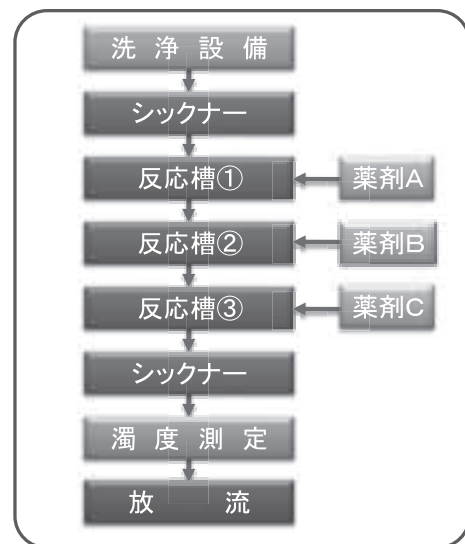 洗浄設備
シックナー
反応槽① 薬剤A
反応槽② 薬剤B
反応槽③ 薬剤C
シックナー
濁度測定
放流